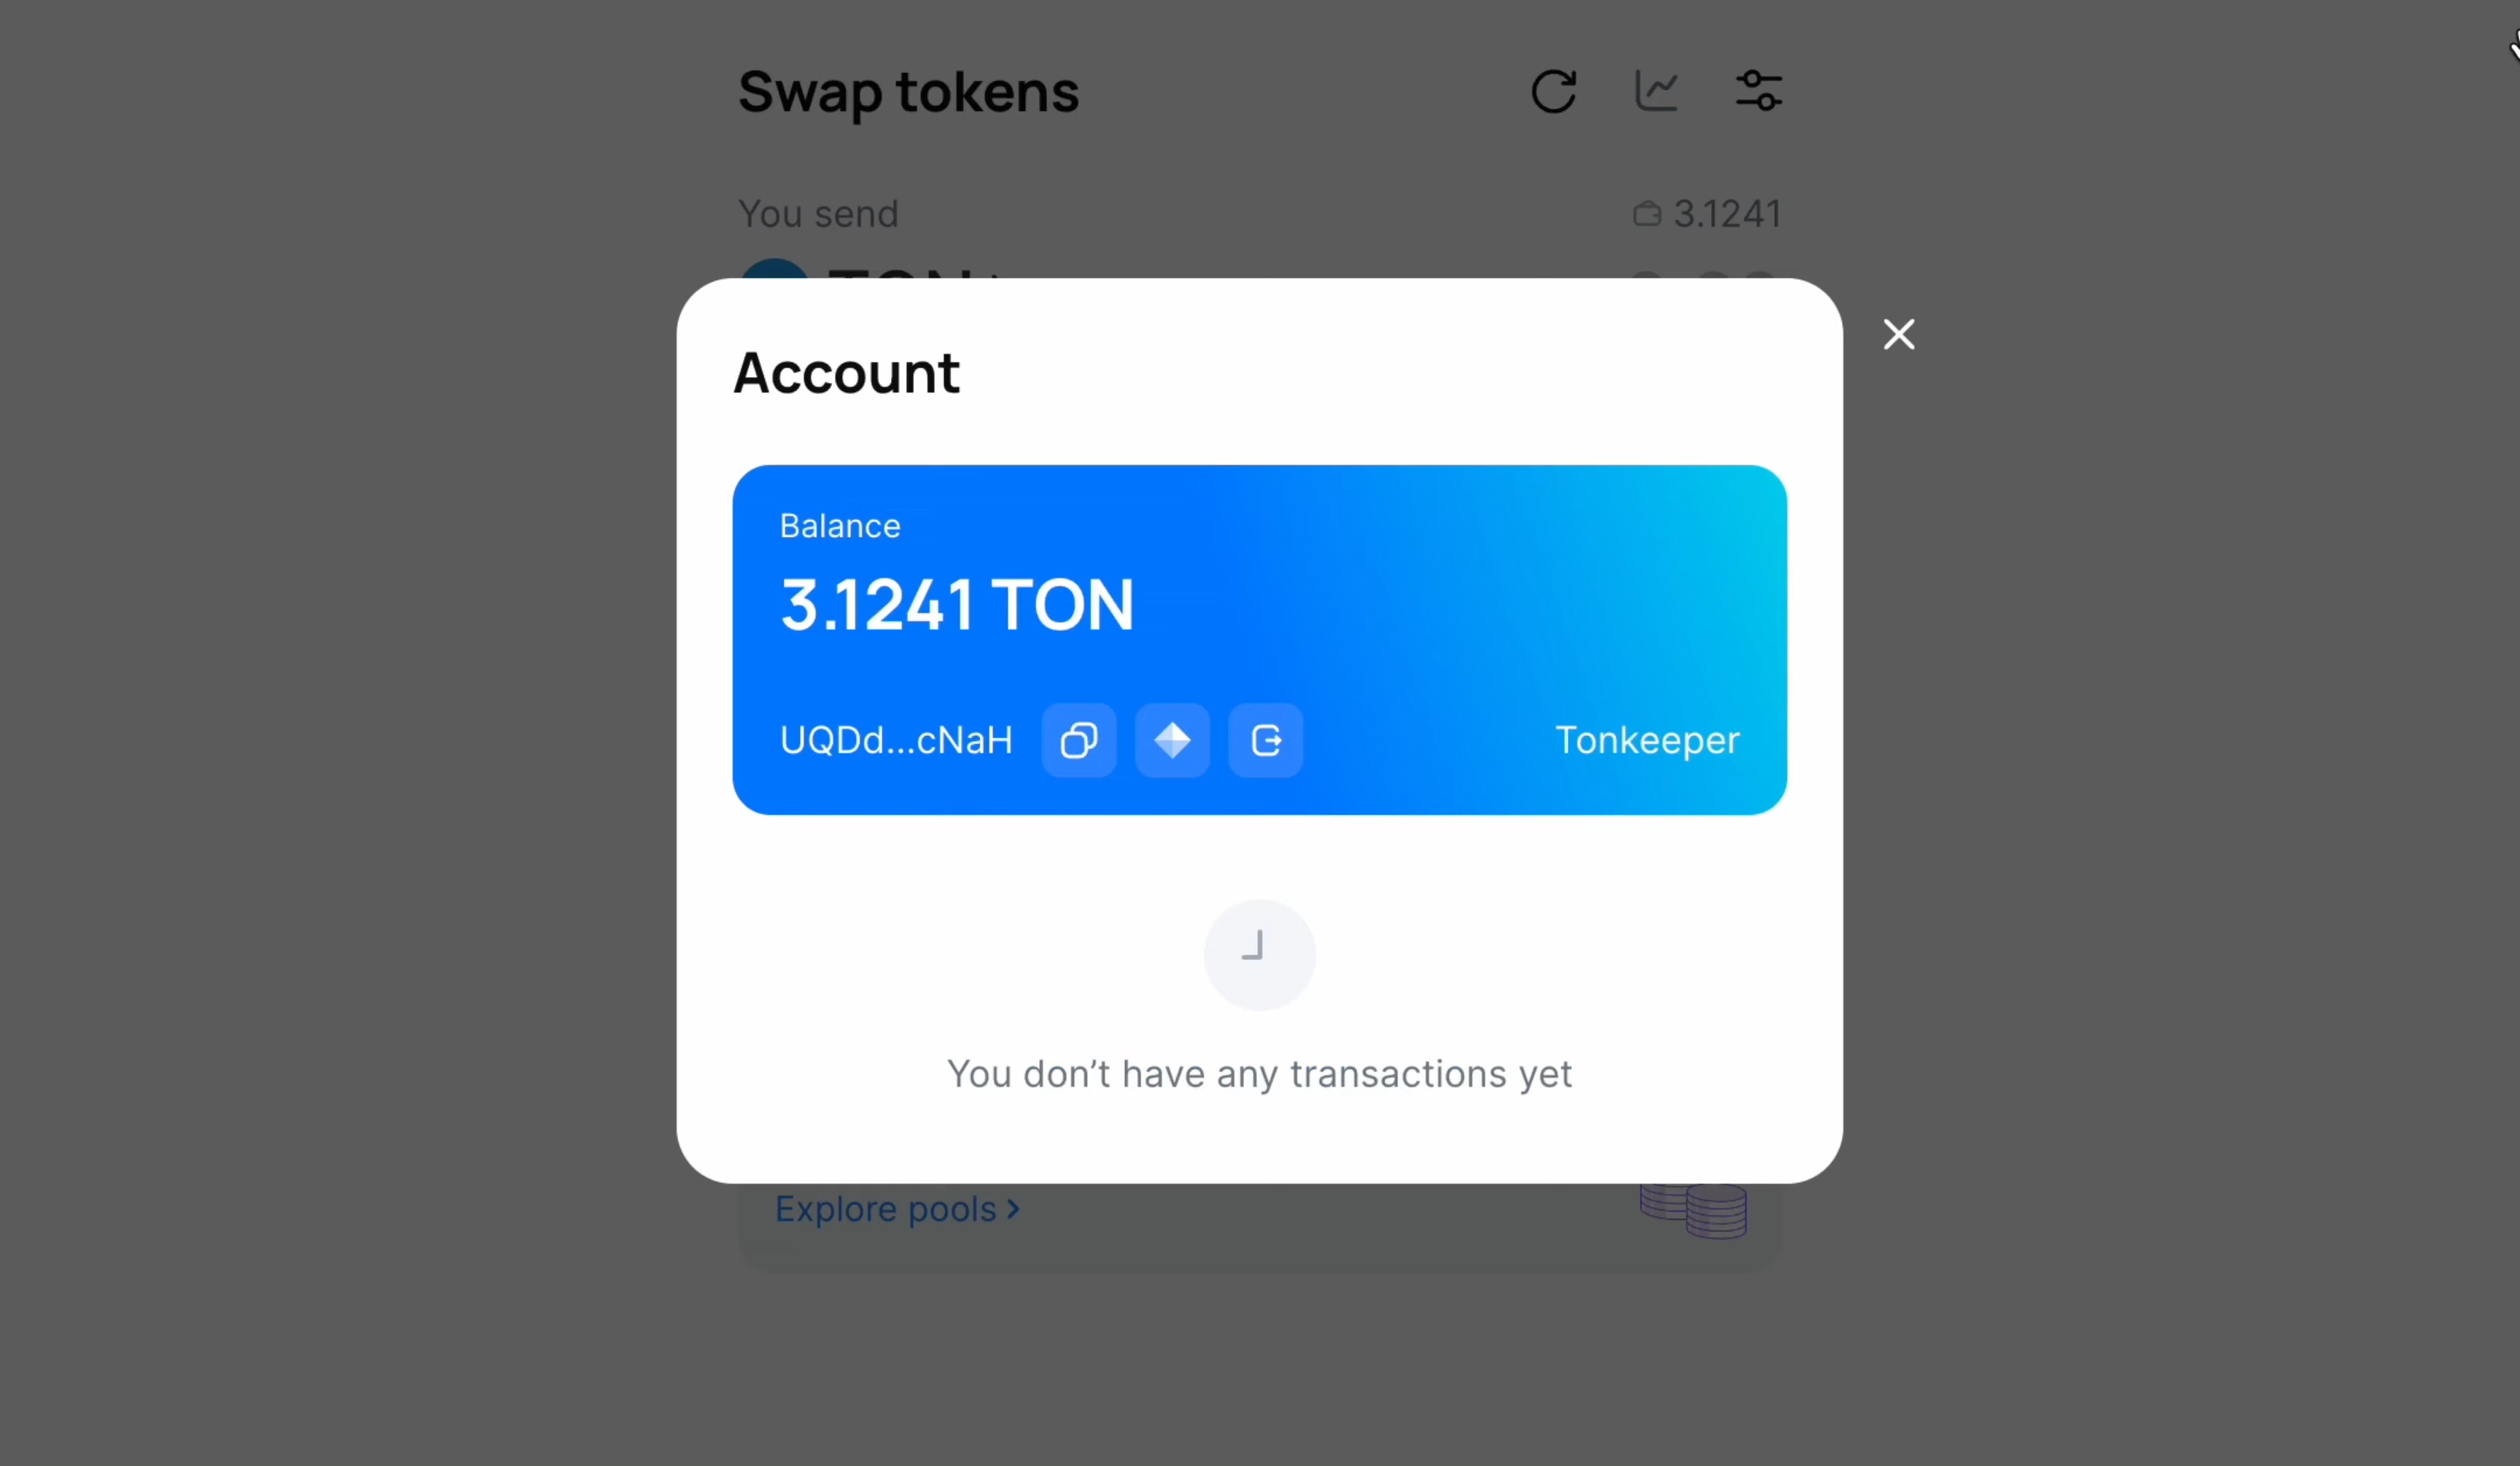 Swap tokens
You send
3.1241
TON
Account
Balance
3.1241 TON
UQDd...cNaH
Tonkeeper
You don’t have any transactions yet
Explore pools